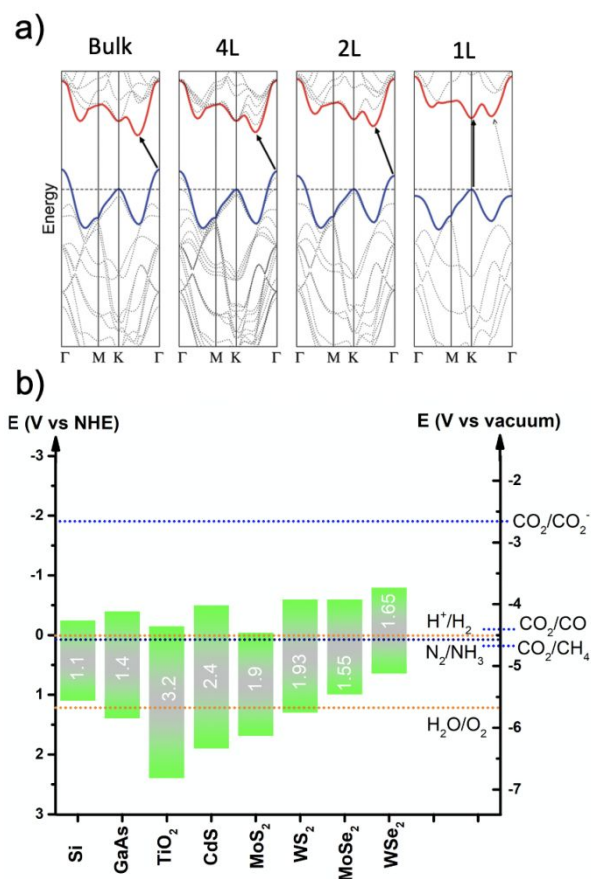 a)
Bulk 4L 2L 1L
Energy
Γ M K Γ Γ M K Γ Γ M K Γ Γ M K Γ
b)
E (V vs NHE) E (V vs vacuum)
-3
-2
-1
0
1
2
3
-2
-3
-4
-5
-6
-7
CO₂/CO₂⁻
H⁺/H₂ CO₂/CO
N₂/NH₃ CO₂/CH₄
H₂O/O₂
1.1 1.4 3.2 2.4 1.9 1.93 1.55 1.65
Si GaAs TiO₂ CdS MoS₂ WS₂ MoSe₂ WSe₂